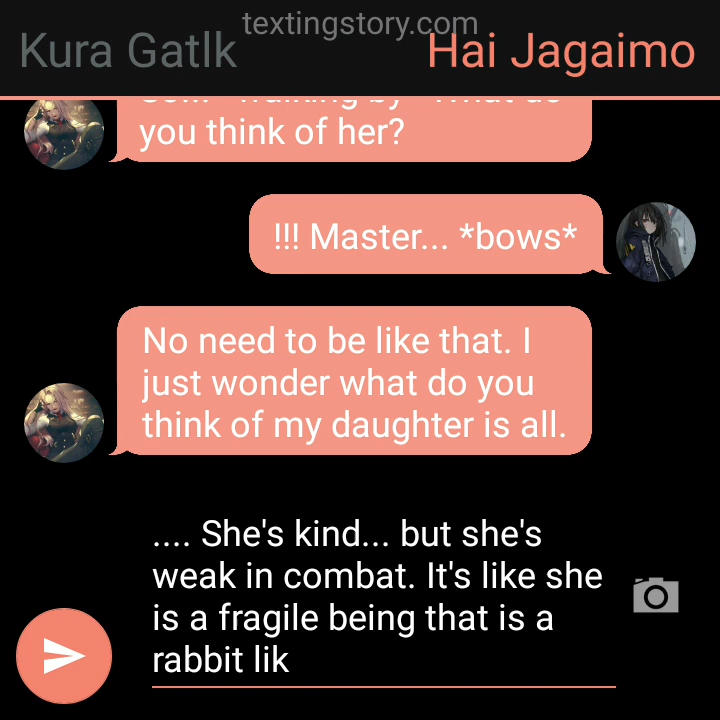 textingstory.com
Kura Gatlk
Hai Jagaimo
you think of her?
!!! Master... *bows*
No need to be like that. I
just wonder what do you
think of my daughter is all.
.... She's kind... but she's
weak in combat. It's like she
is a fragile being that is a
rabbit lik